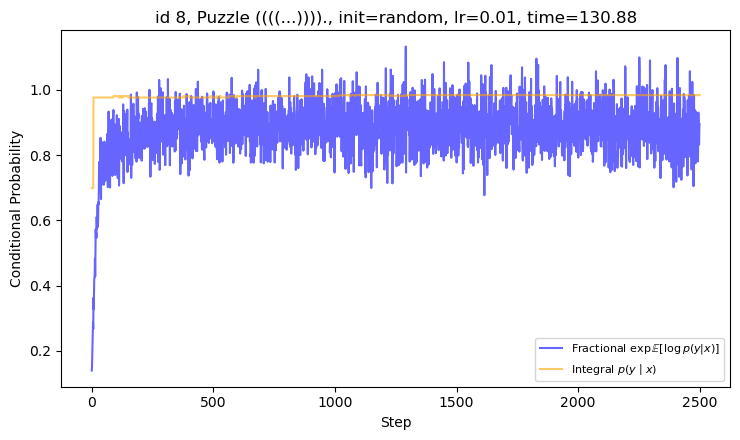 id 8, Puzzle ((((...))))., init=random, lr=0.01, time=130.88
Conditional Probability
1.0
0.8
0.6
0.4
0.2
0
500
1000
1500
2000
2500
Step
Fractional exp 𝔼[log p(y|x)]
Integral p(y | x)